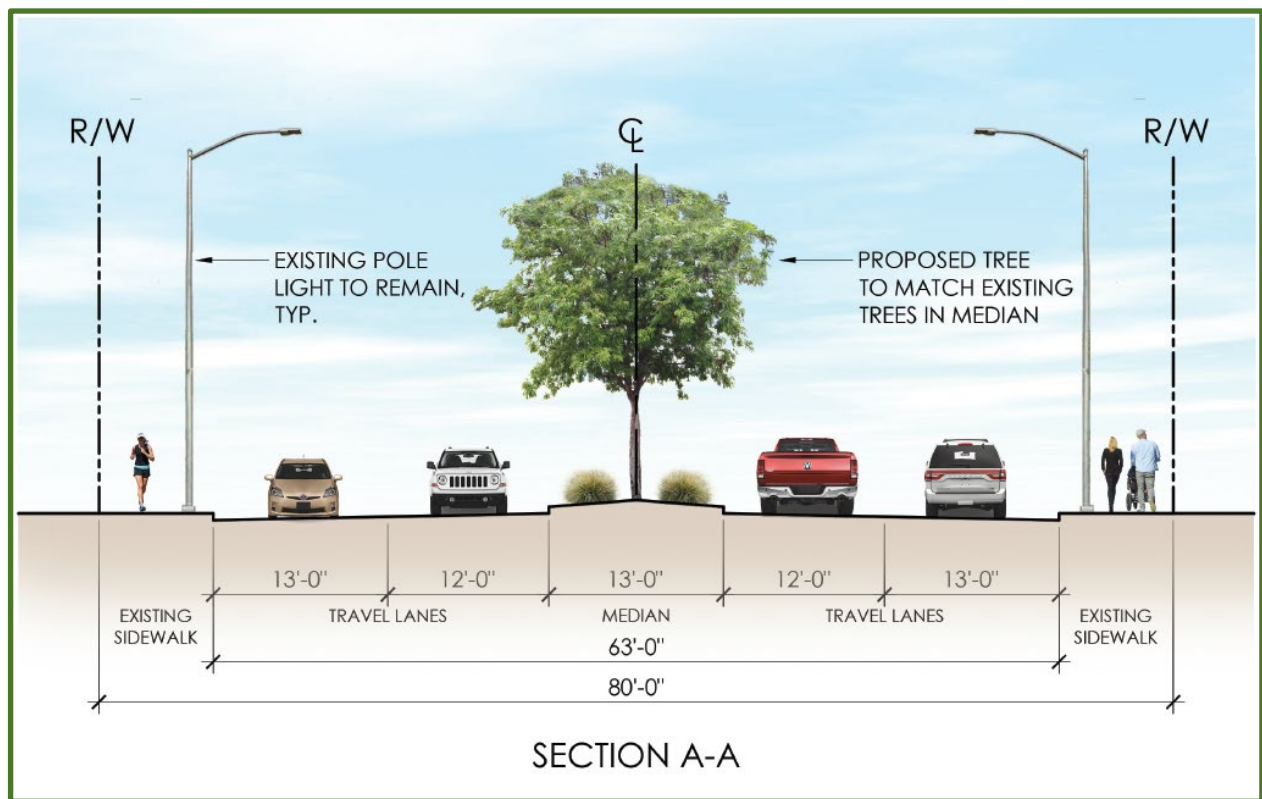 R/W
℄
R/W
EXISTING POLE
LIGHT TO REMAIN,
TYP.
PROPOSED TREE
TO MATCH EXISTING
TREES IN MEDIAN
13'-0"
12'-0"
13'-0"
12'-0"
13'-0"
EXISTING
SIDEWALK
TRAVEL LANES
MEDIAN
TRAVEL LANES
EXISTING
SIDEWALK
63'-0"
80'-0"
SECTION A-A